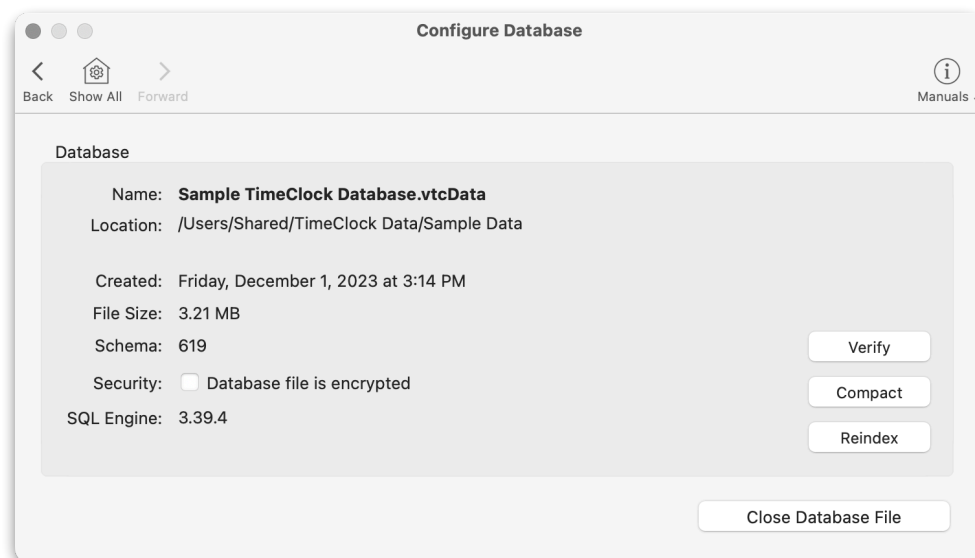 Configure Database
Back Show All Forward Manuals
Database
Name: Sample TimeClock Database.vtcData
Location: /Users/Shared/TimeClock Data/Sample Data
Created: Friday, December 1, 2023 at 3:14 PM
File Size: 3.21 MB
Schema: 619
Verify
Security: Database file is encrypted
Compact
SQL Engine: 3.39.4
Reindex
Close Database File